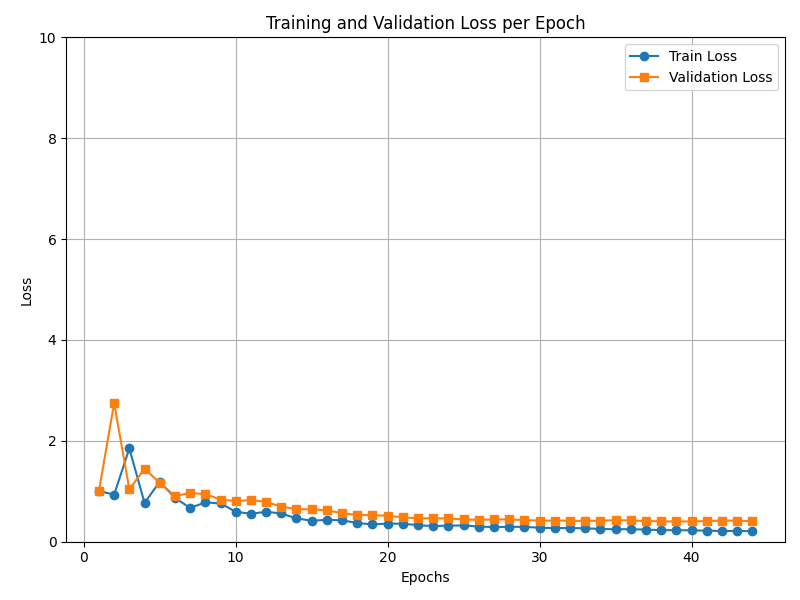 Training and Validation Loss per Epoch
10
8
6
4
2
0
Loss
Train Loss
Validation Loss
0 10 20 30 40
Epochs